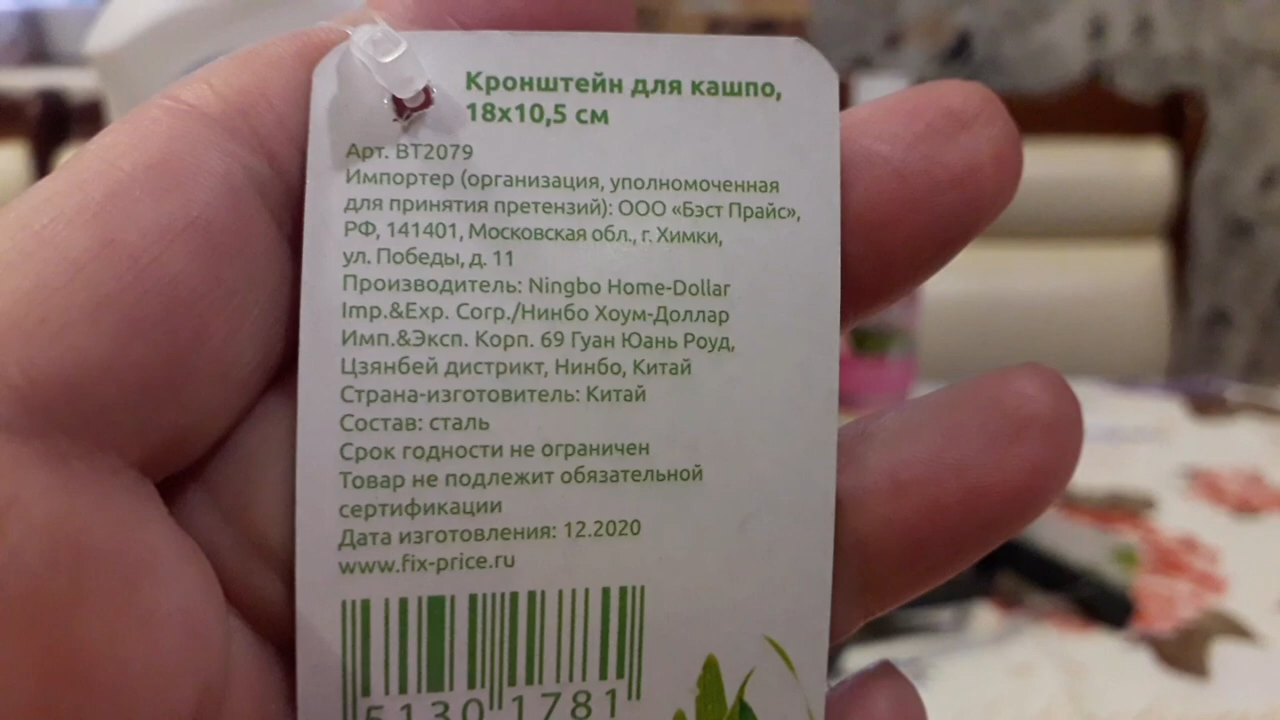 Кронштейн для кашпо,
18x10,5 см
Арт. BT2079
Импортер (организация, уполномоченная
для принятия претензий): ООО «Бэст Прайс»,
РФ, 141401, Московская обл., г. Химки,
ул. Победы, д. 11
Производитель: Ningbo Home-Dollar
Imp.&Exp. Corp./Нинбо Хоум-Доллар
Имп.&Эксп. Корп. 69 Гуан Юань Роуд,
Цзянбей дистрикт, Нинбо, Китай
Страна-изготовитель: Китай
Состав: сталь
Срок годности не ограничен
Товар не подлежит обязательной
сертификации
Дата изготовления: 12.2020
www.fix-price.ru
5130 1781